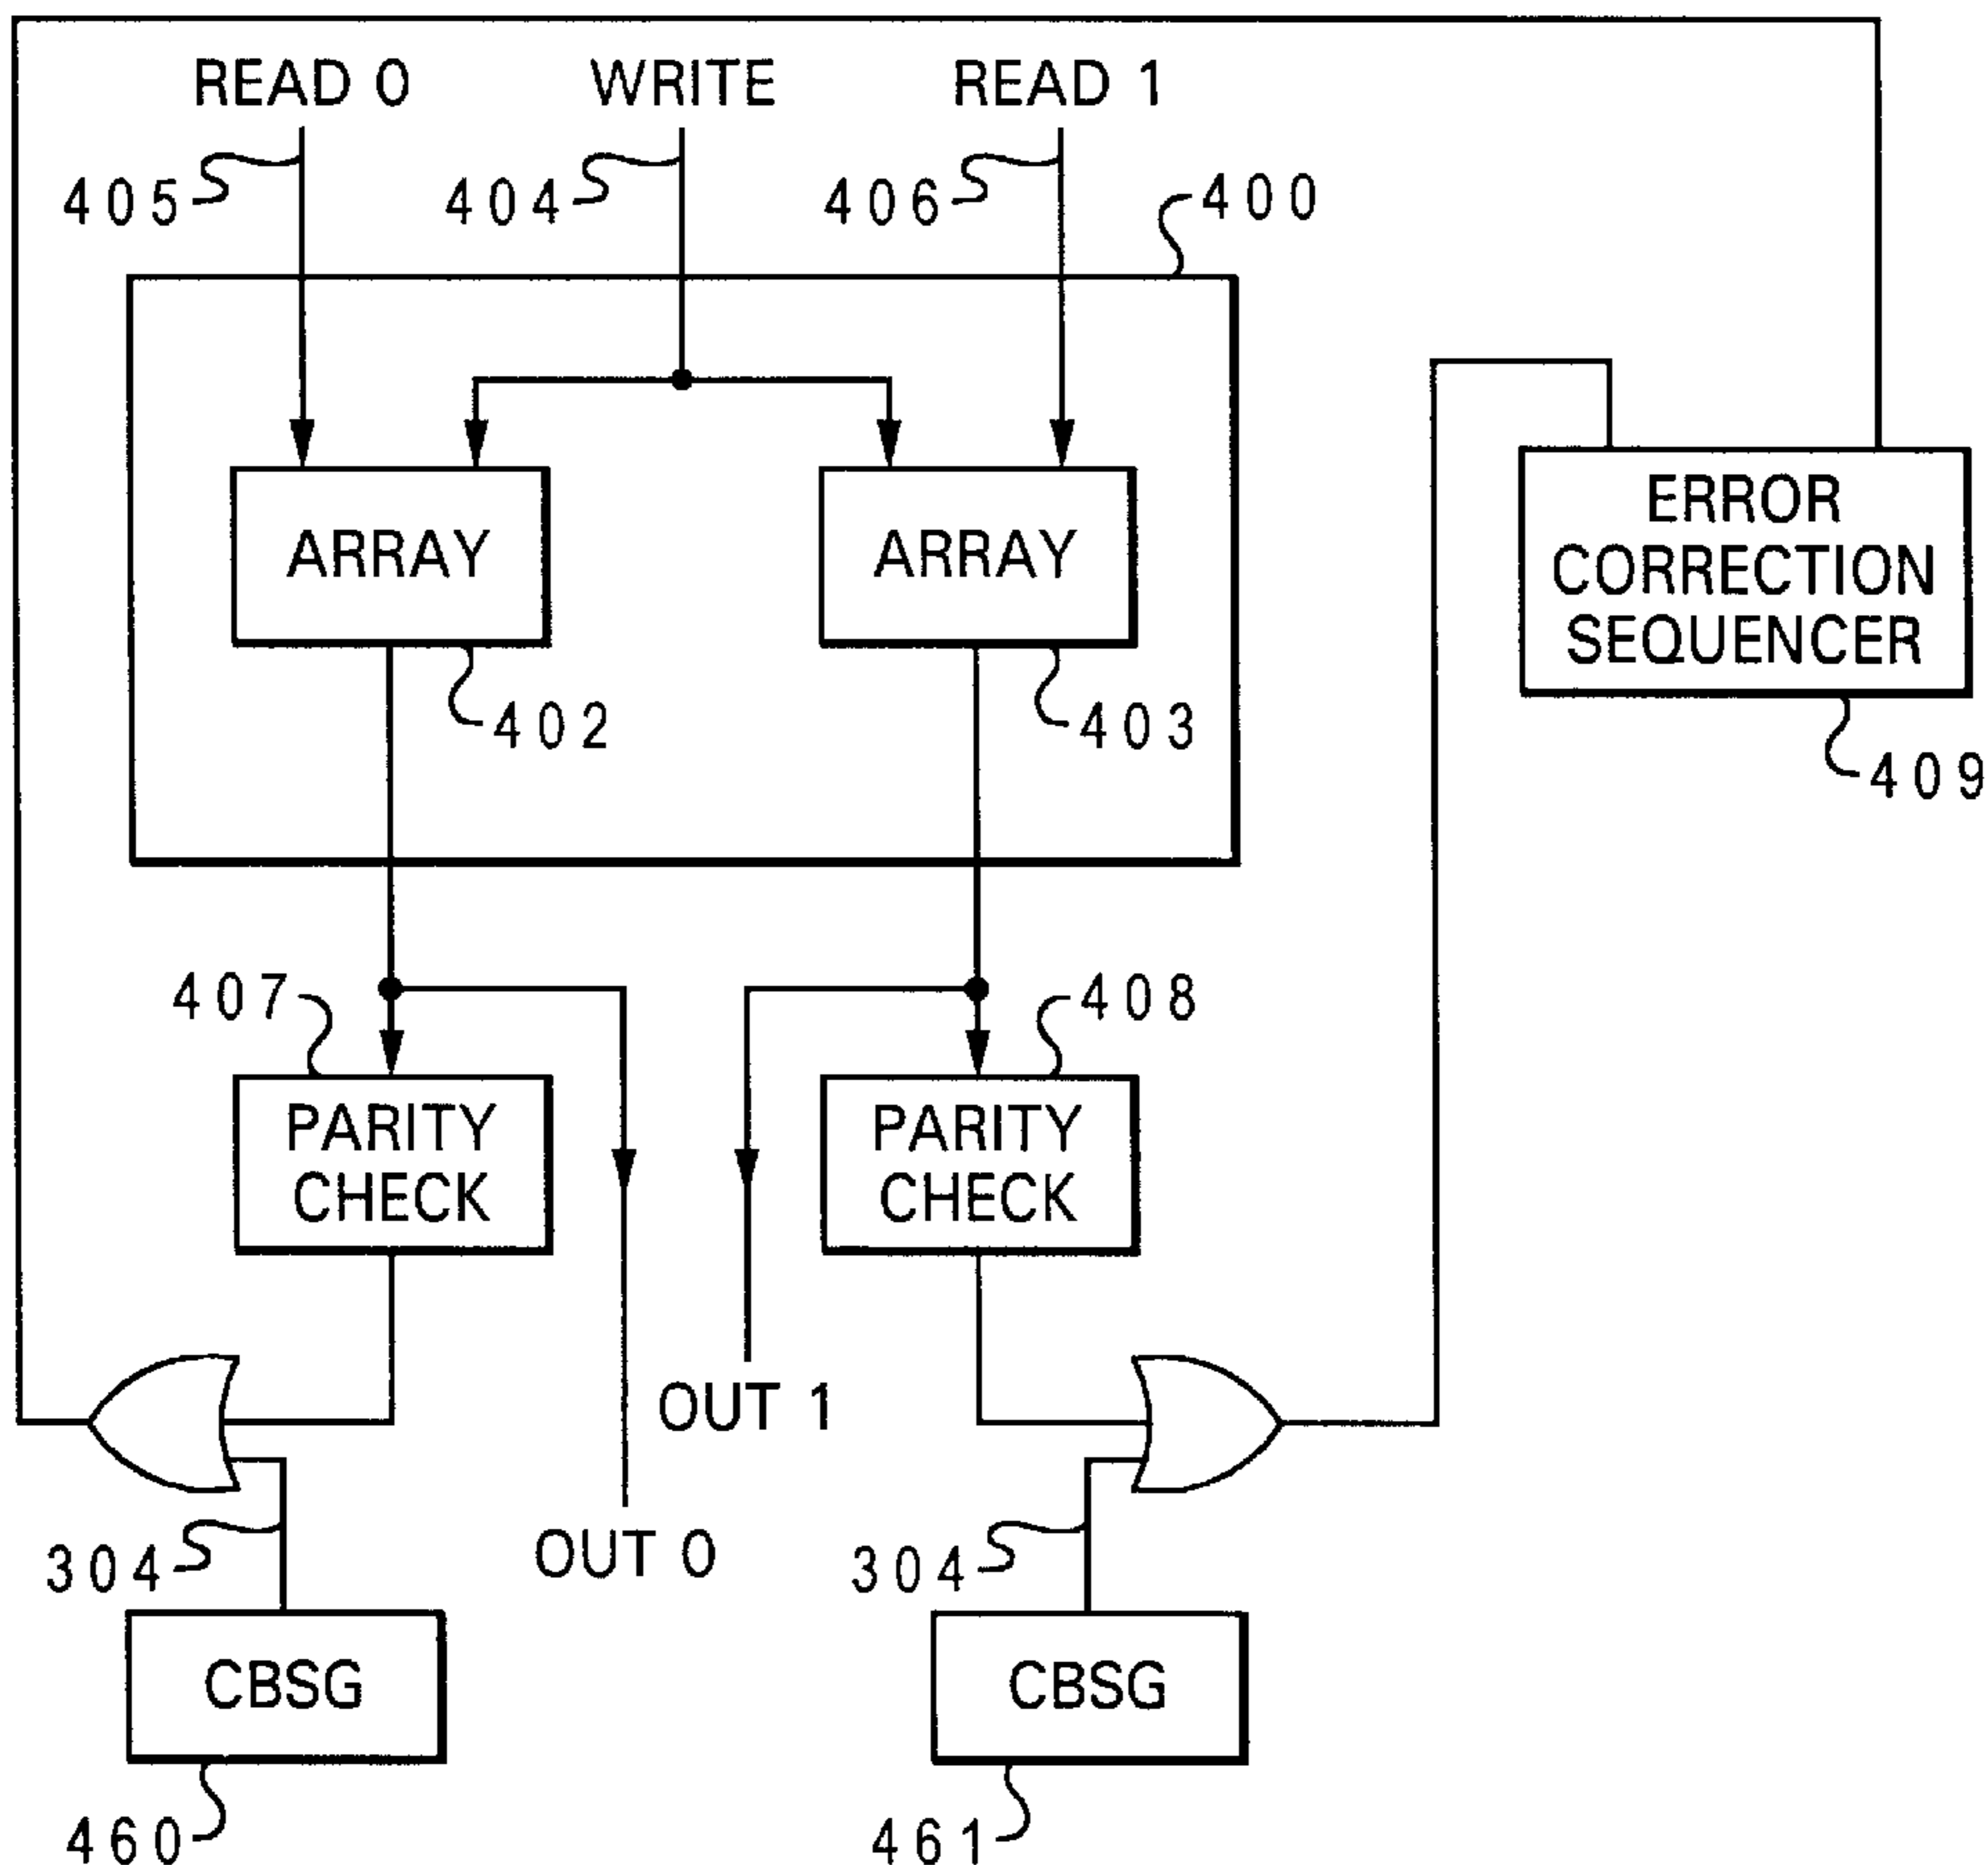 READ 0 WRITE READ 1
405 404 406 400
ARRAY ARRAY
ERROR
CORRECTION
SEQUENCER
402 403
409
407 408
PARITY
CHECK
PARITY
CHECK
OUT 1
OUT 0
304 304
CBSG CBSG
460 461